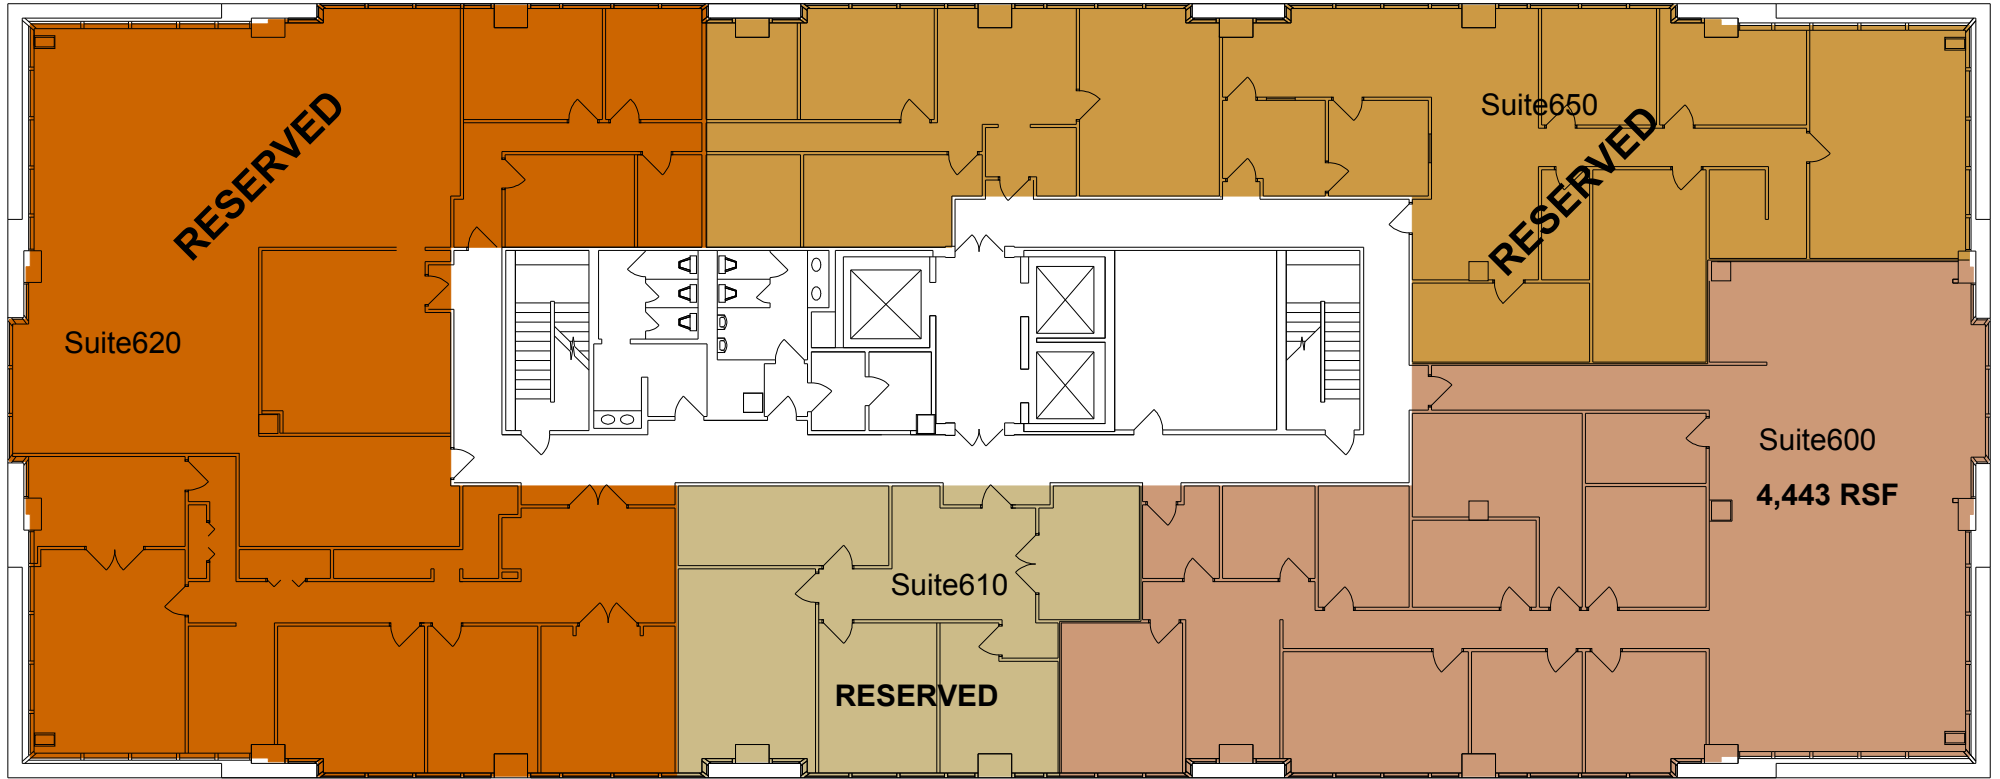 RESERVED
Suite650
RESERVED
Suite620
Suite600
4,443 RSF
Suite610
RESERVED